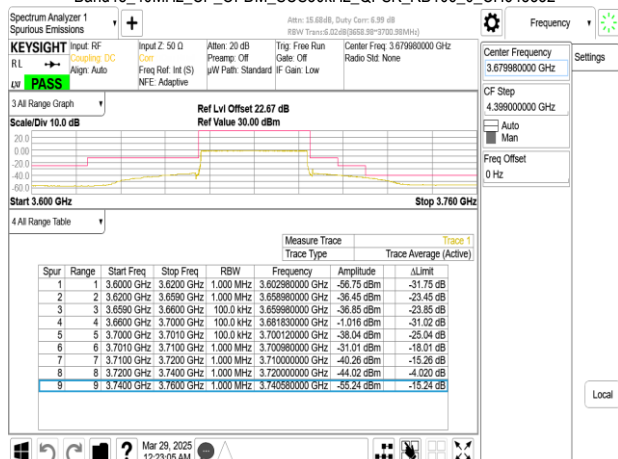 Band48_40MHz_CP_OFDM_SCS30kHz_QPSK_RB106_0_CH645332
Spectrum Analyzer 1
Spurious Emissions
Attn: 15.68dB, Duty Corr: 6.99 dB
RBW Trans:6.02dB(3658.98~3700.98MHz)
Frequency
KEYSIGHT Input: RF Input Z: 50 Ω Atten: 20 dB Trig: Free Run Center Freq: 3.679980000 GHz
RL Coupling: DC Corr Preamp: Off Gate: Off Radio Std: None
Align: Auto Freq Ref: Int (S) µW Path: Standard IF Gain: Low
LXI PASS NFE: Adaptive
Center Frequency
3.679980000 GHz
Settings
CF Step
4.399000000 GHz
Auto
Man
Freq Offset
0 Hz
3 All Range Graph
Ref Lvl Offset 22.67 dB
Scale/Div 10.0 dB Ref Value 30.00 dBm
20.0
0.00
-20.0
-40.0
-60.0
Start 3.600 GHz Stop 3.760 GHz
4 All Range Table
Measure Trace Trace 1
Trace Type Trace Average (Active)
Spur Range Start Freq Stop Freq RBW Frequency Amplitude ΔLimit
1 1 3.6000 GHz 3.6200 GHz 1.000 MHz 3.602980000 GHz -56.75 dBm -31.75 dB
2 2 3.6200 GHz 3.6590 GHz 1.000 MHz 3.658980000 GHz -36.45 dBm -23.45 dB
3 3 3.6590 GHz 3.6600 GHz 100.0 kHz 3.659980000 GHz -36.85 dBm -23.85 dB
4 4 3.6600 GHz 3.7000 GHz 100.0 kHz 3.681830000 GHz -1.016 dBm -31.02 dB
5 5 3.7000 GHz 3.7010 GHz 100.0 kHz 3.700120000 GHz -38.04 dBm -25.04 dB
6 6 3.7010 GHz 3.7100 GHz 1.000 MHz 3.700980000 GHz -31.01 dBm -18.01 dB
7 7 3.7100 GHz 3.7200 GHz 1.000 MHz 3.710000000 GHz -40.26 dBm -15.26 dB
8 8 3.7200 GHz 3.7400 GHz 1.000 MHz 3.720000000 GHz -44.02 dBm -4.020 dB
9 9 3.7400 GHz 3.7600 GHz 1.000 MHz 3.740580000 GHz -55.24 dBm -15.24 dB
Local
Mar 29, 2025
12:23:05 AM